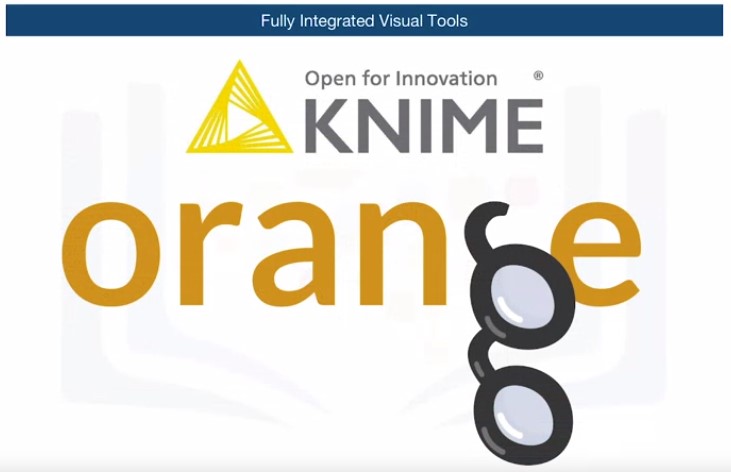 Fully Integrated Visual Tools
Open for Innovation ®
KNIME
orange